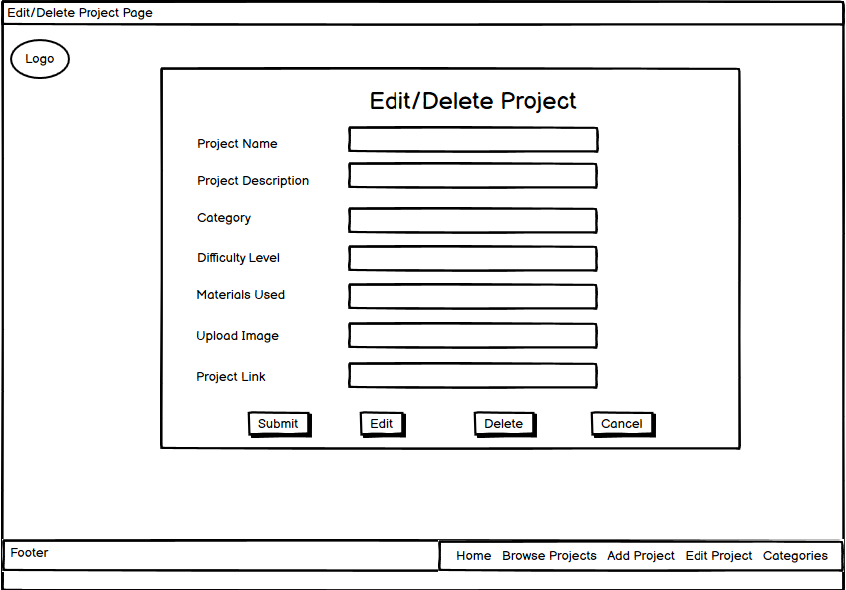 Edit/Delete Project Page
Logo
Edit/Delete Project
Project Name
Project Description
Category
Difficulty Level
Materials Used
Upload Image
Project Link
Submit Edit Delete Cancel
Footer
Home Browse Projects Add Project Edit Project Categories